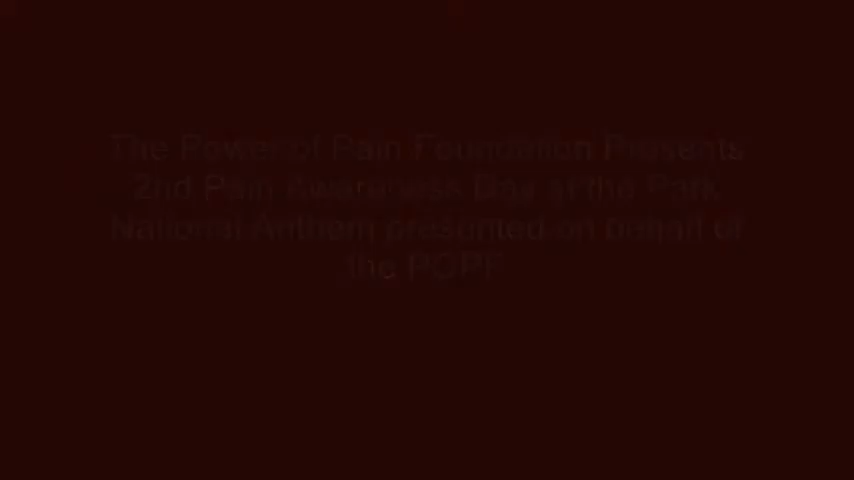 The Power of Pain Foundation Presents
2nd Pain Awareness Day at the Park
National Anthem presented on behalf of
the POPF